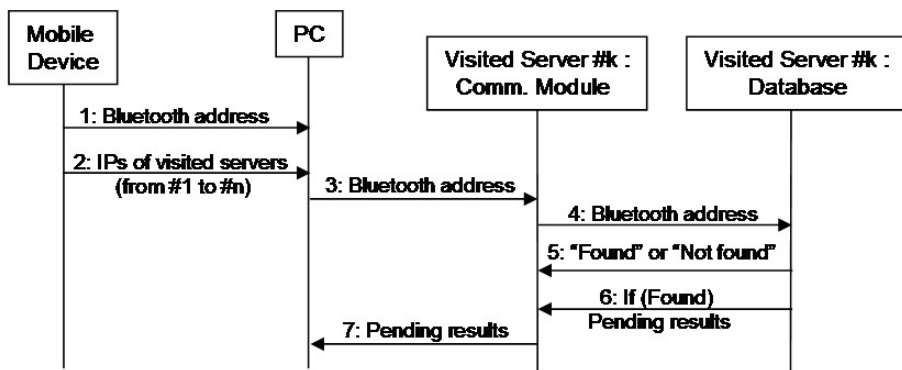 Mobile
Device
PC
Visited Server #k :
Comm. Module
Visited Server #k :
Database
1: Bluetooth address
2: IPs of visited servers
(from #1 to #n)
3: Bluetooth address
4: Bluetooth address
5: “Found” or “Not found”
6: If (Found)
Pending results
7: Pending results